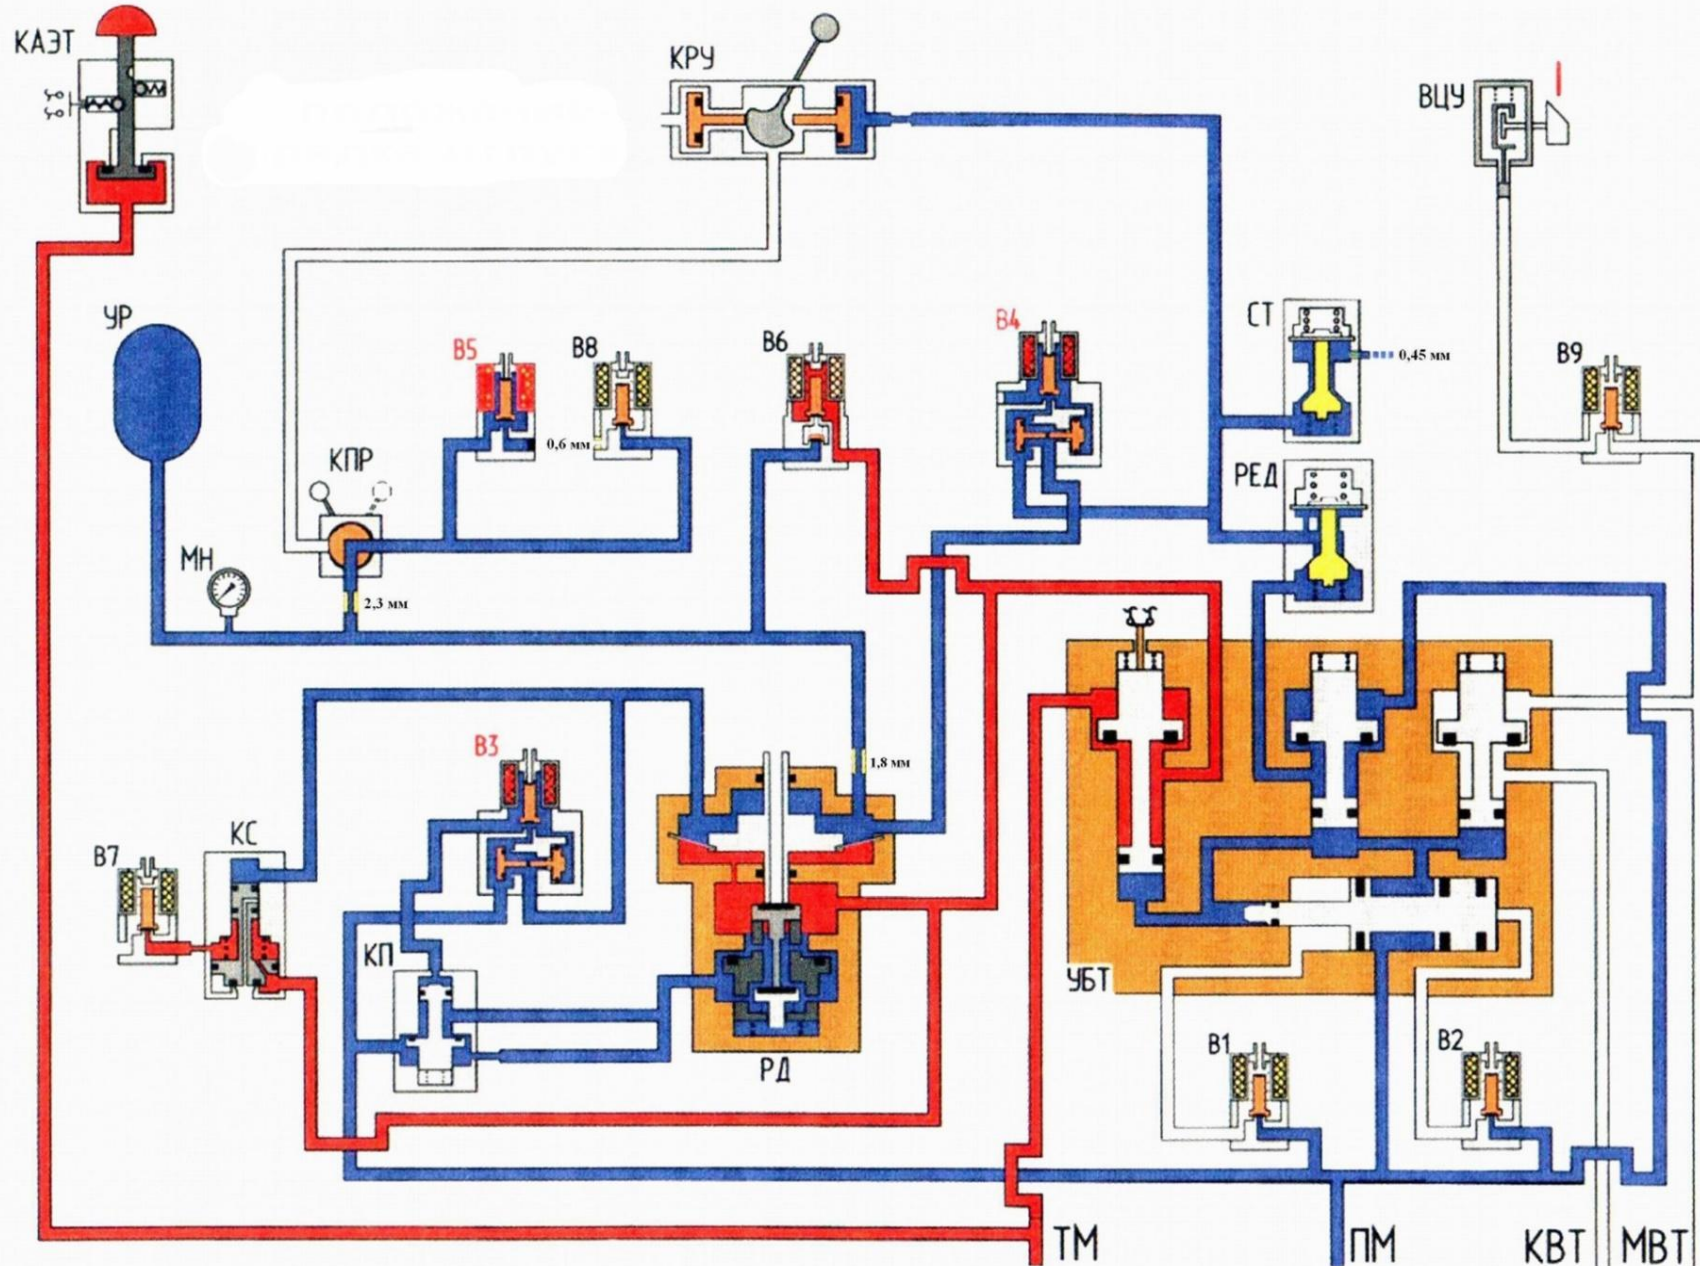 КАЭТ
КРУ
ВЦУ
УР
СТ
0,45 мм
В5
В8
В6
В4
В9
0,6 мм
КПР
РЕД
МН
2,3 мм
В3
1,8 мм
В7
КС
КП
УБТ
РД
В1
В2
ТМ
ПМ
КВТ
МВТ